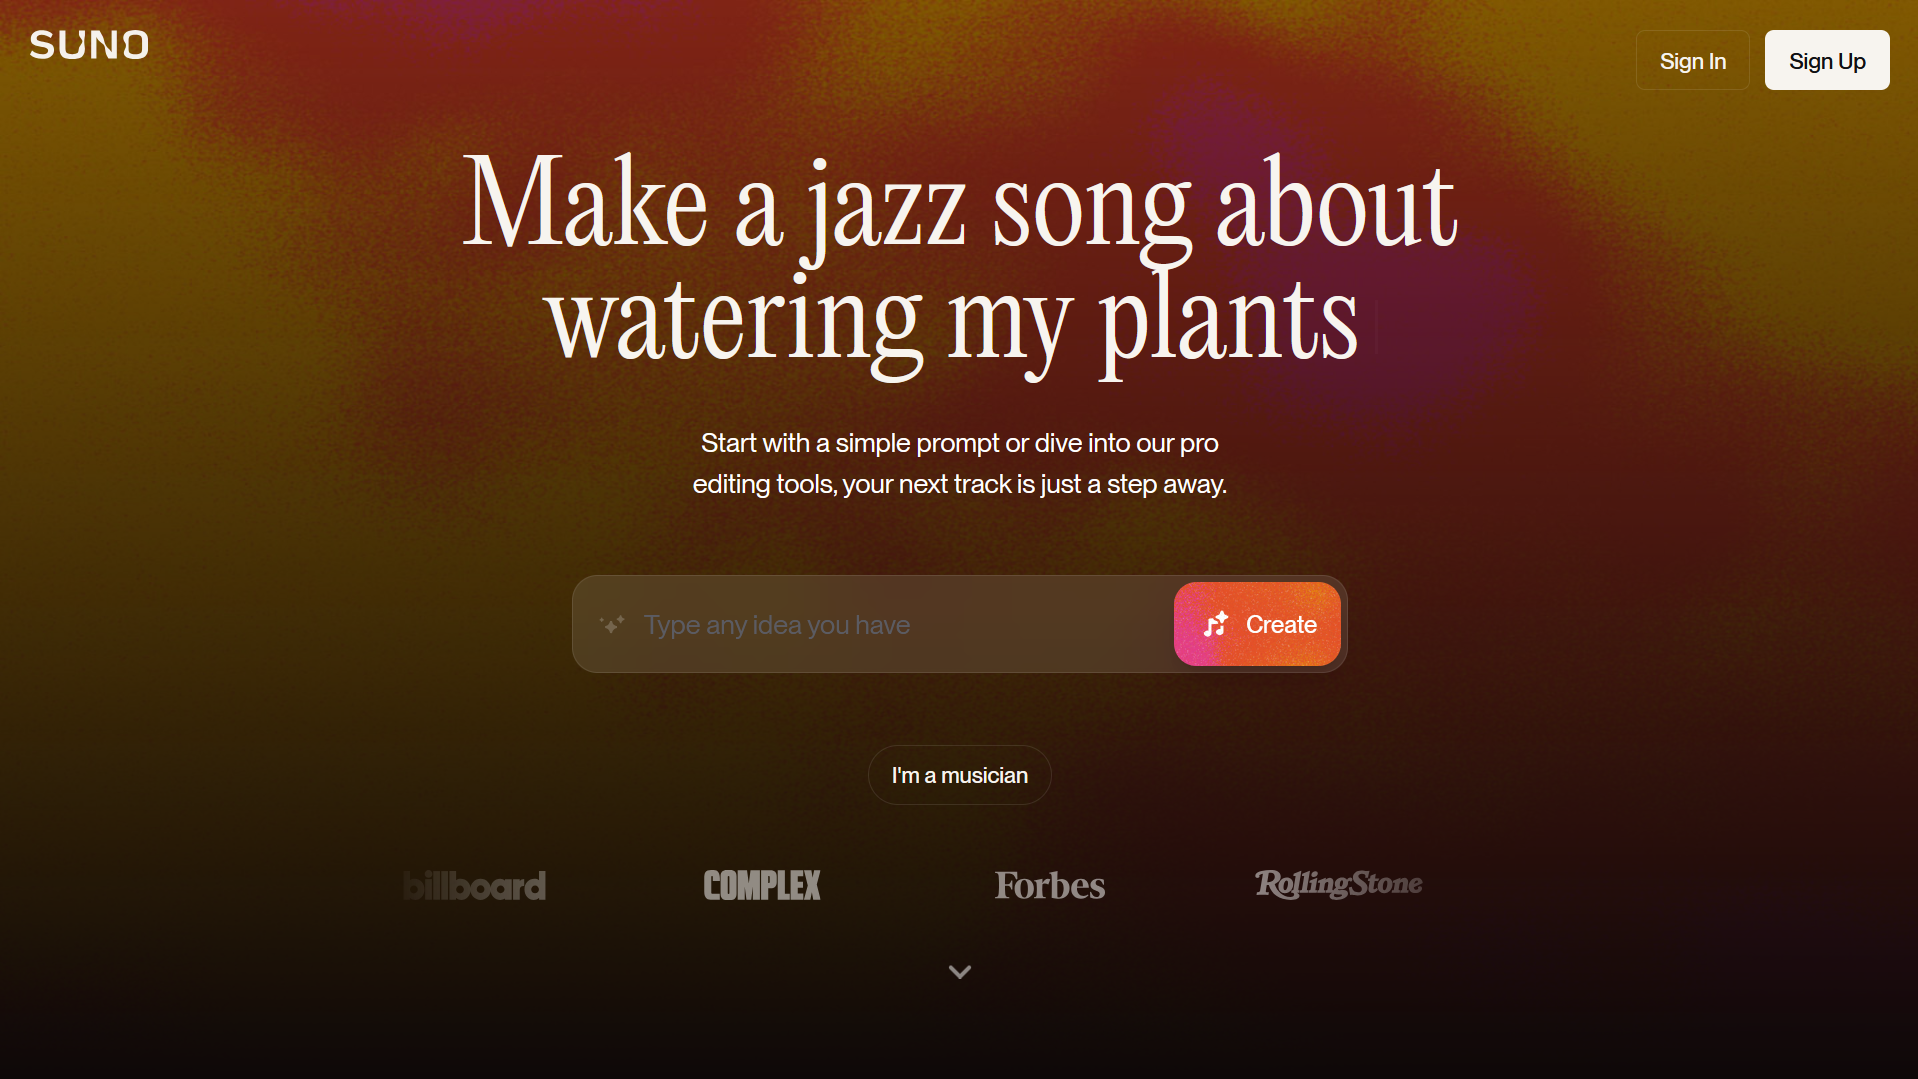 SUNO
Sign In
Sign Up
Make a jazz song about
watering my plants
Start with a simple prompt or dive into our pro
editing tools, your next track is just a step away.
Type any idea you have
Create
I'm a musician
billboard
COMPLEX
Forbes
RollingStone